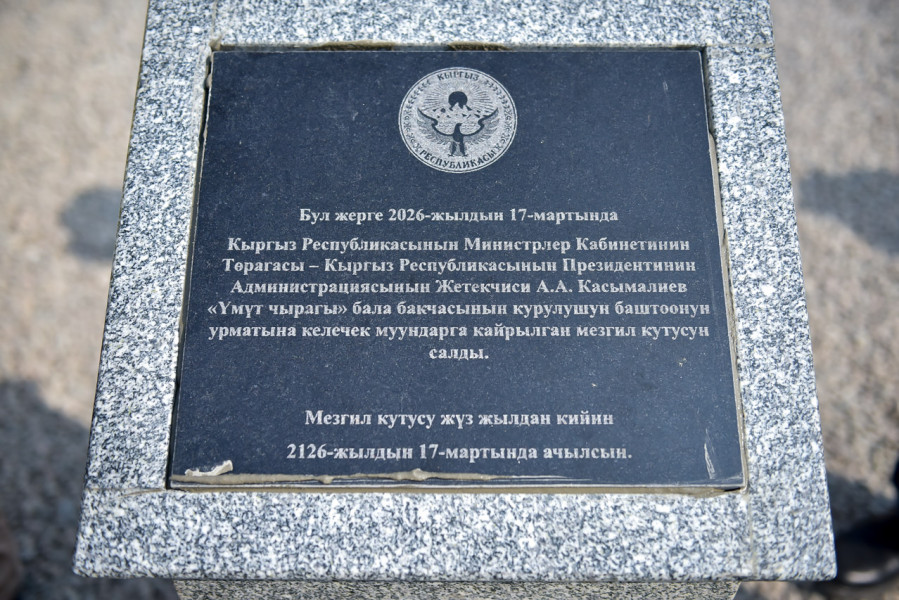 КЫРГЫЗ
РЕСПУБЛИКАСЫ
Бул жерге 2026-жылдын 17-мартында
Кыргыз Республикасынын Министрлер Кабинетинин
Төрагасы – Кыргыз Республикасынын Президентинин
Администрациясынын Жетекчиси А.А. Касымалиев
«Үмүт чырагы» бала бакчасынын курулушун баштоонун
урматына келечек муундарга кайрылган мезгил кутусун
салды.
Мезгил кутусу жүз жылдан кийин
2126-жылдын 17-мартында ачылсын.